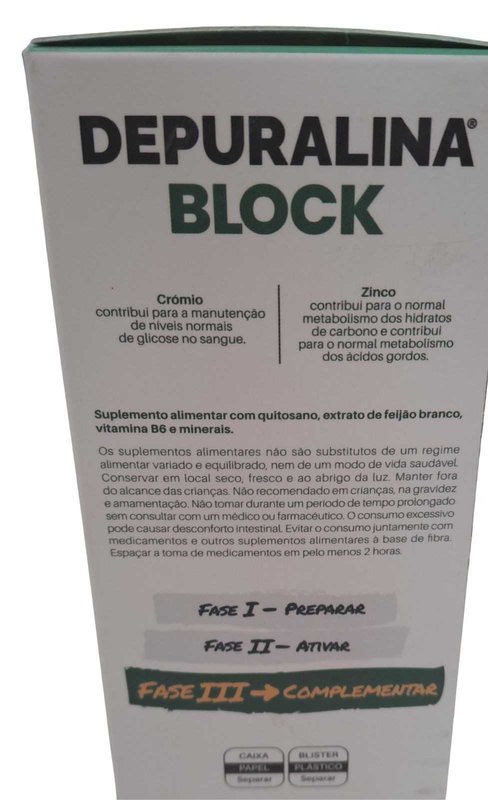 DEPURALINA®
BLOCK
Crómio
contribui para a manutenção
de níveis normais
de glicose no sangue.
Zinco
contribui para o normal
metabolismo dos hidratos
de carbono e contribui
para o normal metabolismo
dos ácidos gordos.
Suplemento alimentar com quitosano, extrato de feijão branco,
vitamina B6 e minerais.
Os suplementos alimentares não são substitutos de um regime
alimentar variado e equilibrado, nem de um modo de vida saudável.
Conservar em local seco, fresco e ao abrigo da luz. Manter fora
do alcance das crianças. Não recomendado em crianças, na gravidez
e amamentação. Não tomar durante um período de tempo prolongado
sem consultar com um médico ou farmacêutico. O consumo excessivo
pode causar desconforto intestinal. Evitar o consumo juntamente com
medicamentos e outros suplementos alimentares à base de fibra.
Espaçar a toma de medicamentos em pelo menos 2 horas.
FASE I — PREPARAR
FASE II — ATIVAR
FASE III → COMPLEMENTAR
CAIXA
PAPEL
Separar
BLISTER
PLÁSTICO
Separar